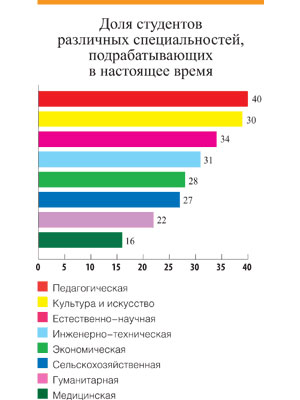 Доля студентов
различных специальностей,
подрабатывающих
в настоящее время
40
30
34
31
28
27
22
16
0 5 10 15 20 25 30 35 40
Педагогическая
Культура и искусство
Естественно–научная
Инженерно–техническая
Экономическая
Сельскохозяйственная
Гуманитарная
Медицинская